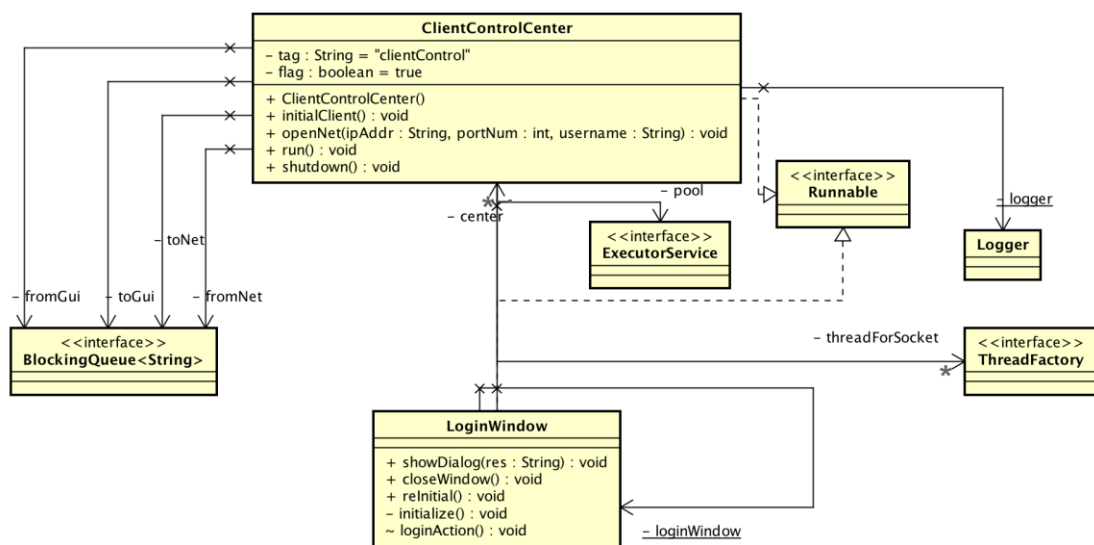 ClientControlCenter
– tag : String = "clientControl"
– flag : boolean = true
+ ClientControlCenter()
+ initialClient() : void
+ openNet(ipAddr : String, portNum : int, username : String) : void
+ run() : void
+ shutdown() : void
<<interface>>
Runnable
– pool
*
– center
– logger
<<interface>>
ExecutorService
Logger
– toNet
– fromGui
– toGui
– fromNet
<<interface>>
BlockingQueue<String>
– threadForSocket
<<interface>>
ThreadFactory
*
LoginWindow
+ showDialog(res : String) : void
+ closeWindow() : void
+ reInitial() : void
– initialize() : void
~ loginAction() : void
– loginWindow